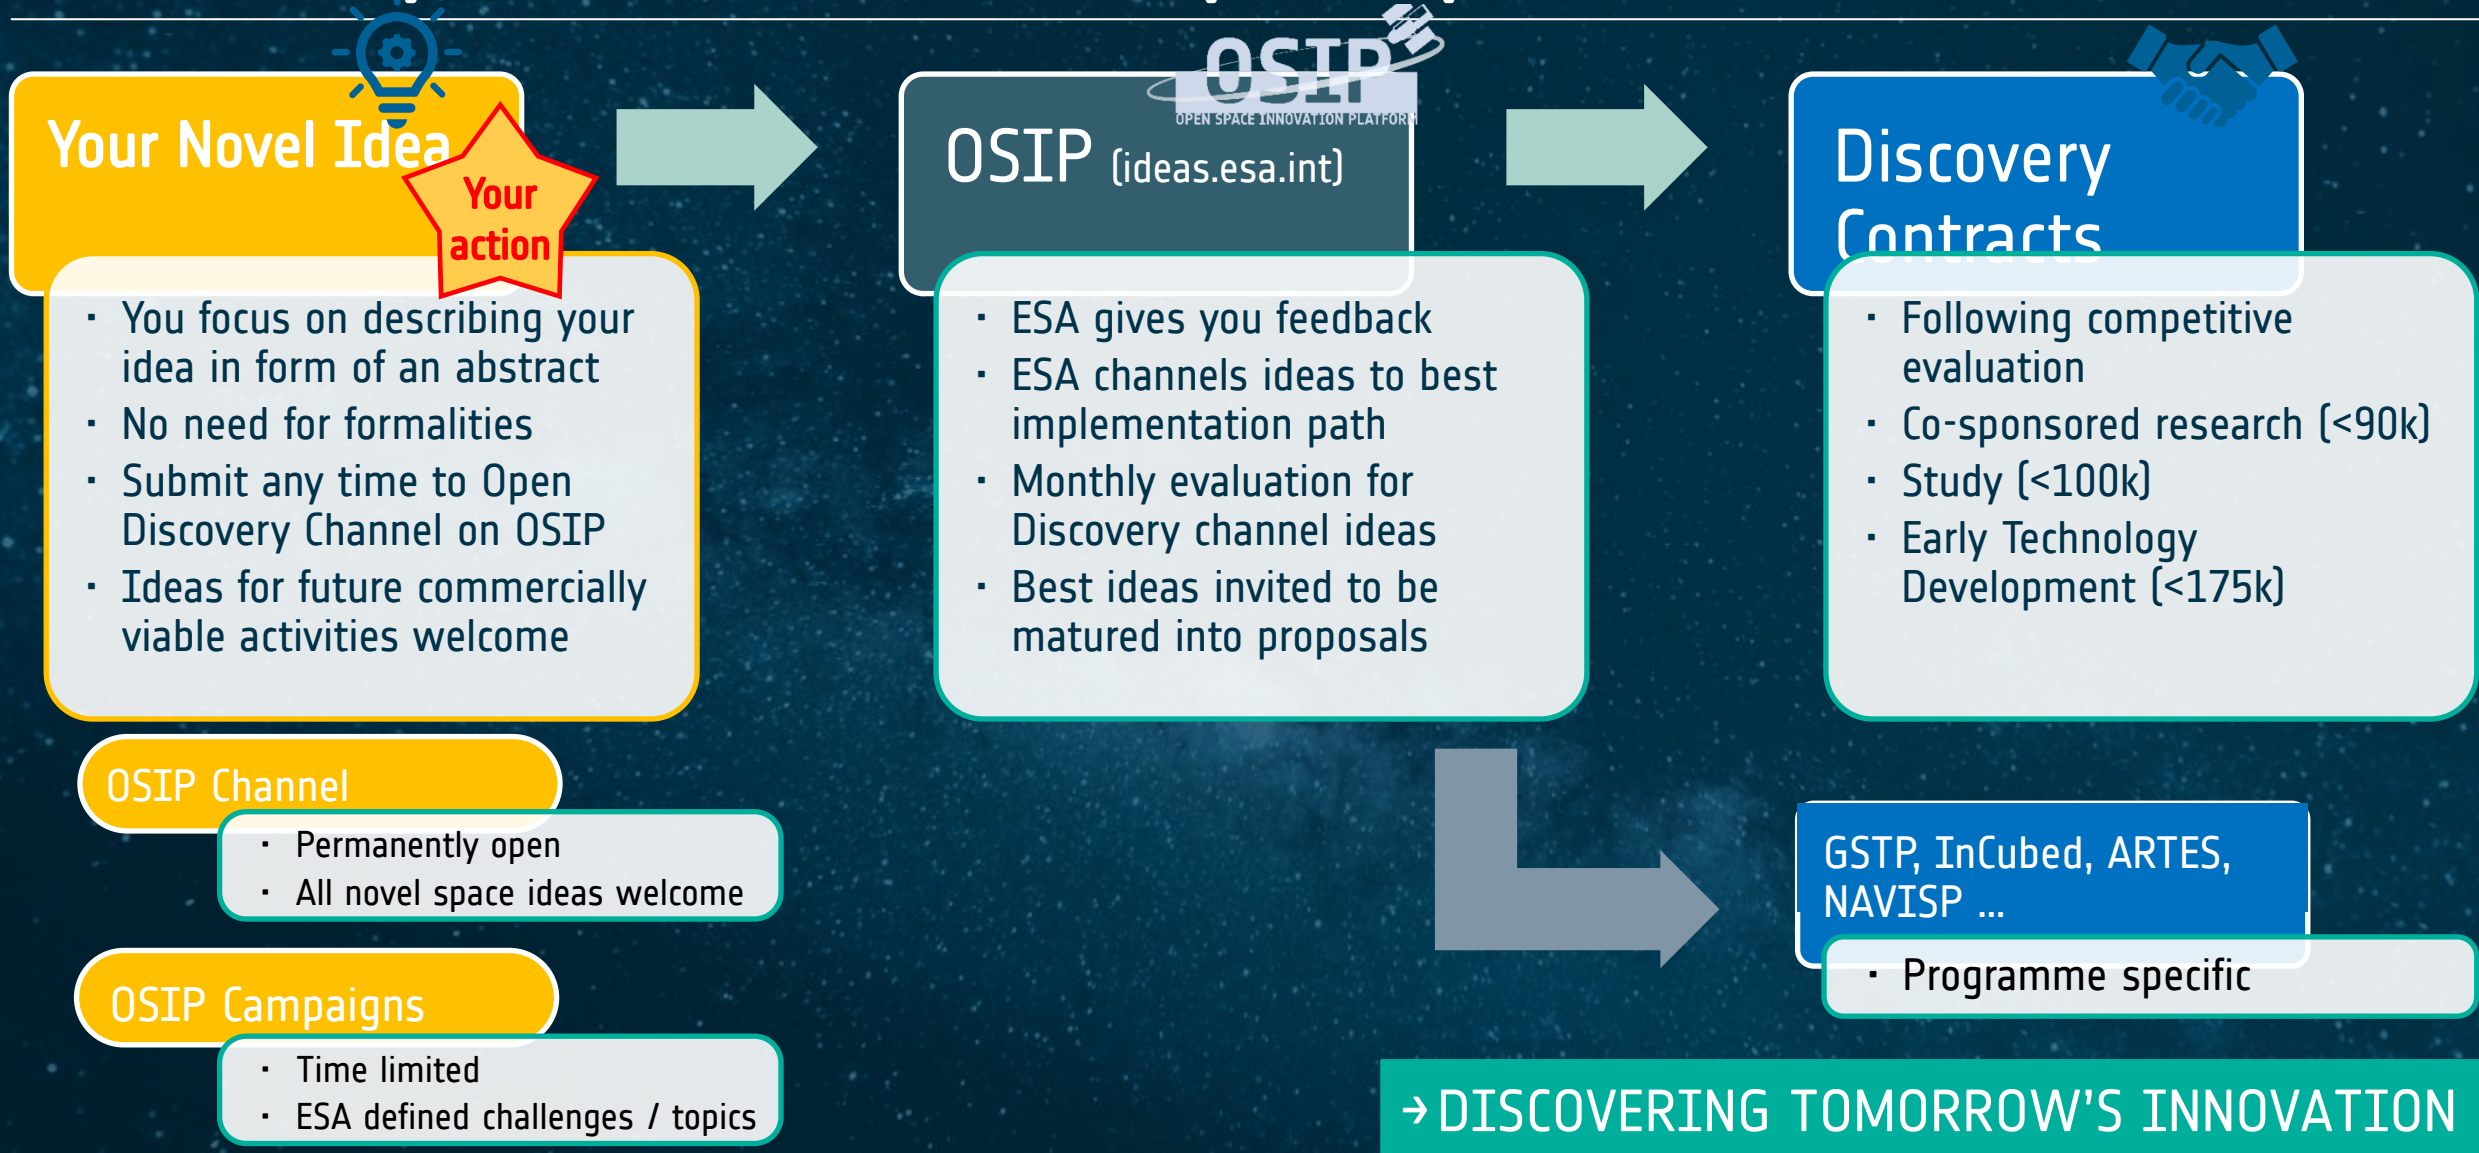 Your Novel Idea
Your
action
You focus on describing your
idea in form of an abstract
No need for formalities
Submit any time to Open
Discovery Channel on OSIP
Ideas for future commercially
viable activities welcome
OSIP Channel
Permanently open
All novel space ideas welcome
OSIP Campaigns
Time limited
ESA defined challenges / topics
OSIP
OPEN SPACE INNOVATION PLATFORM
OSIP (ideas.esa.int)
ESA gives you feedback
ESA channels ideas to best
implementation path
Monthly evaluation for
Discovery channel ideas
Best ideas invited to be
matured into proposals
Discovery
Contracts
Following competitive
evaluation
Co-sponsored research (<90k)
Study (<100k)
Early Technology
Development (<175k)
GSTP, InCubed, ARTES,
NAVISP ...
Programme specific
→ DISCOVERING TOMORROW'S INNOVATION